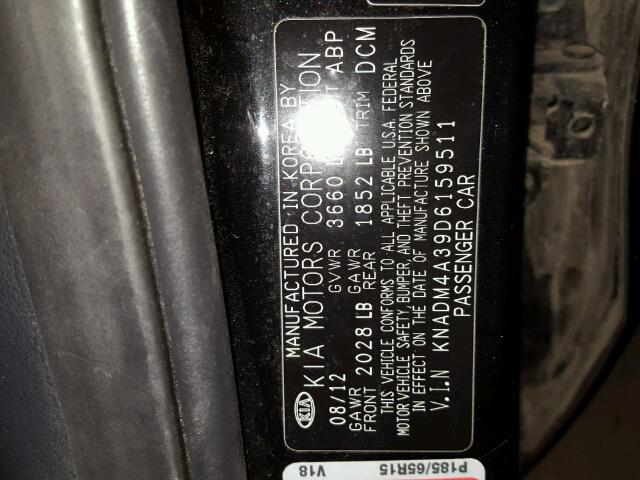 MANUFACTURED IN KOREA BY
KIA KIA MOTORS CORPORATION
08/12 GVWR 3660 ABP
GAWR FRONT 2028 LB GAWR REAR 1852 LB TRIM DCM
THIS VEHICLE CONFORMS TO ALL APPLICABLE U.S.A. FEDERAL
MOTOR VEHICLE SAFETY, BUMPER, AND THEFT PREVENTION STANDARDS
IN EFFECT ON THE DATE OF MANUFACTURE SHOWN ABOVE
V.I.N KNADM4A39D6159511
PASSENGER CAR
P185/65R15
V18